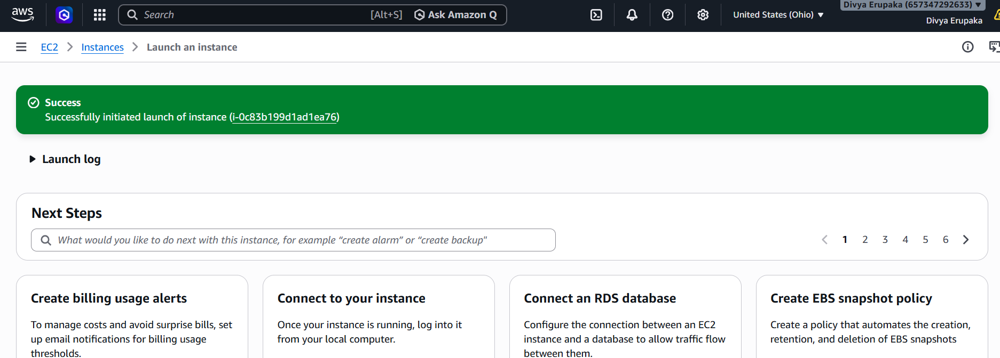 aws
Search [Alt+S] Ask Amazon Q
United States (Ohio)
Divya Erupaka (657347292633)
Divya Erupaka
EC2 Instances Launch an instance
Success
Successfully initiated launch of instance (i-0c83b199d1ad1ea76)
Launch log
Next Steps
What would you like to do next with this instance, for example “create alarm” or “create backup"
1 2 3 4 5 6
Create billing usage alerts
To manage costs and avoid surprise bills, set
up email notifications for billing usage
thresholds.
Connect to your instance
Once your instance is running, log into it
from your local computer.
Connect an RDS database
Configure the connection between an EC2
instance and a database to allow traffic flow
between them.
Create EBS snapshot policy
Create a policy that automates the creation,
retention, and deletion of EBS snapshots